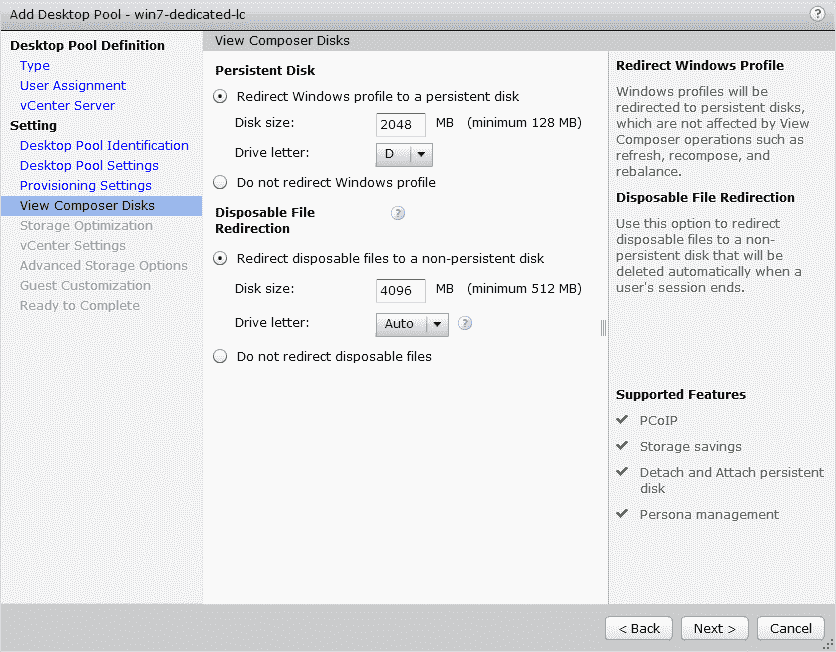 Add Desktop Pool - win7-dedicated-lc
?
Desktop Pool Definition
Type
User Assignment
vCenter Server
Setting
Desktop Pool Identification
Desktop Pool Settings
Provisioning Settings
View Composer Disks
Storage Optimization
vCenter Settings
Advanced Storage Options
Guest Customization
Ready to Complete
View Composer Disks
Persistent Disk
Redirect Windows profile to a persistent disk
Disk size: 2048 MB (minimum 128 MB)
Drive letter: D
Do not redirect Windows profile
Disposable File ?
Redirection
Redirect disposable files to a non-persistent disk
Disk size: 4096 MB (minimum 512 MB)
Drive letter: Auto ?
Do not redirect disposable files
Redirect Windows Profile
Windows profiles will be
redirected to persistent disks,
which are not affected by View
Composer operations such as
refresh, recompose, and
rebalance.
Disposable File Redirection
Use this option to redirect
disposable files to a non-
persistent disk that will be
deleted automatically when a
user's session ends.
Supported Features
PCoIP
Storage savings
Detach and Attach persistent
disk
Persona management
< Back Next > Cancel